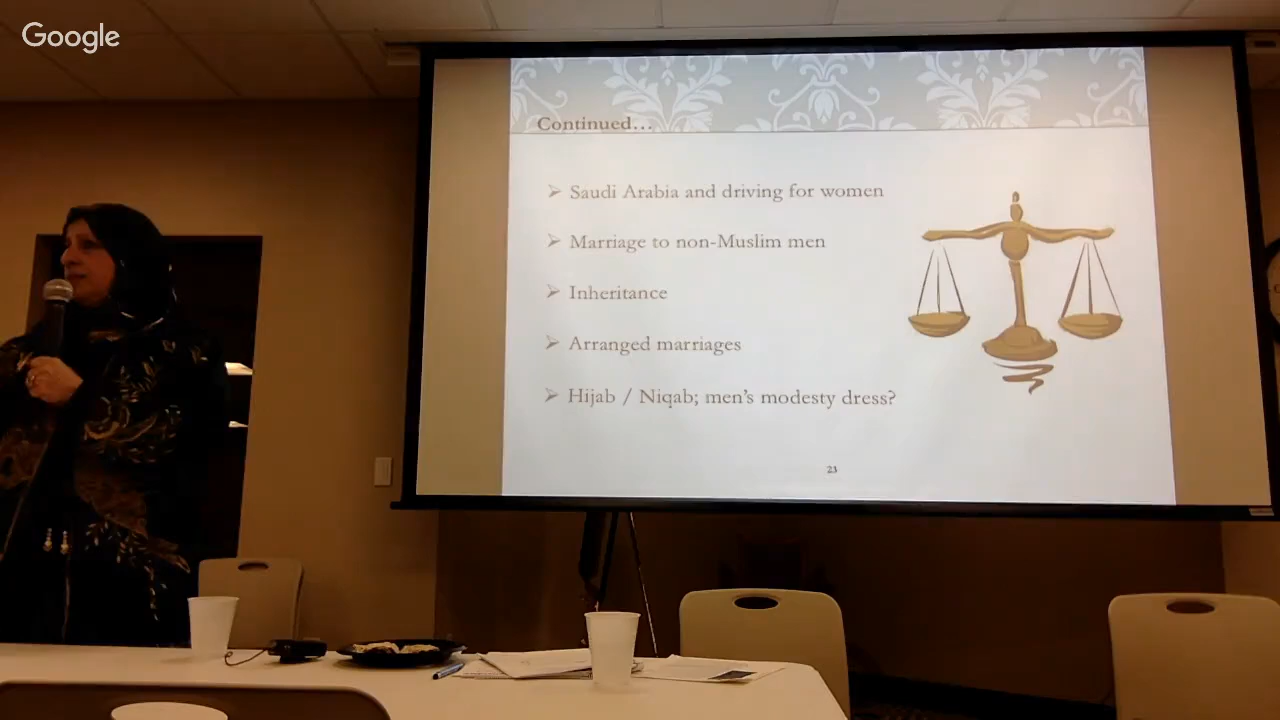 Google
Continued...
Saudi Arabia and driving for women
Marriage to non-Muslim men
Inheritance
Arranged marriages
Hijab / Niqab; men's modesty dress?
23